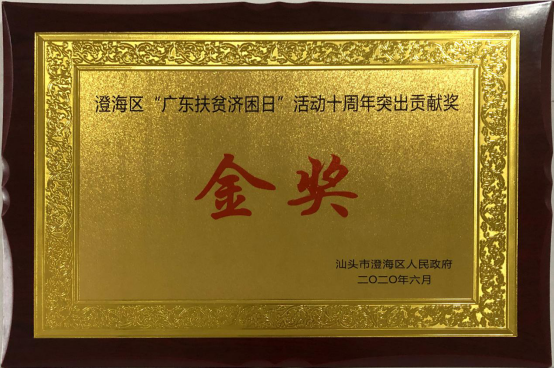 澄海区“广东扶贫济困日”活动十周年突出贡献奖
金奖
汕头市澄海区人民政府
二〇二〇年六月